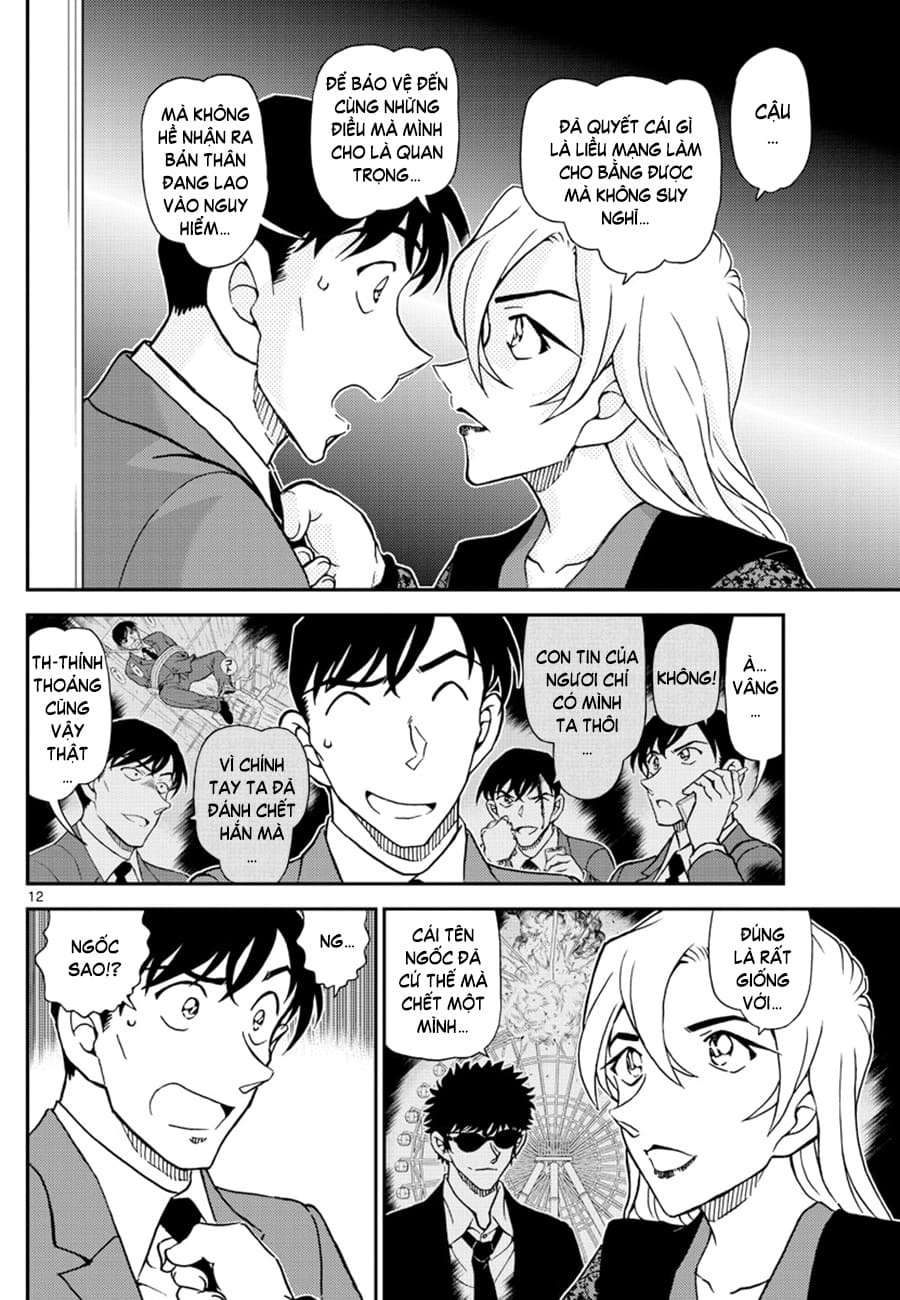 CẬU
...
ĐÃ QUYẾT CÁI GÌ
LÀ LIỀU MẠNG LÀM
CHO BẰNG ĐƯỢC
MÀ KHÔNG SUY
NGHĨ...
ĐỂ BẢO VỆ ĐẾN
CÙNG NHỮNG
ĐIỀU MÀ MÌNH
CHO LÀ QUAN
TRỌNG...
MÀ KHÔNG
HỀ NHẬN RA
BẢN THÂN
ĐANG LAO
VÀO NGUY
HIỂM...
À...
VÂNG
...
KHÔNG!
CON TIN CỦA
NGƯƠI CHỈ
CÓ MÌNH
TA THÔI
VÌ CHÍNH
TAY TA ĐÃ
ĐÁNH CHẾT
HẮN MÀ
...
TH-THỈNH
THOẢNG
CŨNG
VẬY THẬT
...
12
ĐÚNG
LÀ RẤT
GIỐNG
VỚI...
CÁI TÊN
NGỐC ĐÃ
CỨ THẾ MÀ
CHẾT MỘT
MÌNH...
NG...
NGỐC
SAO!?